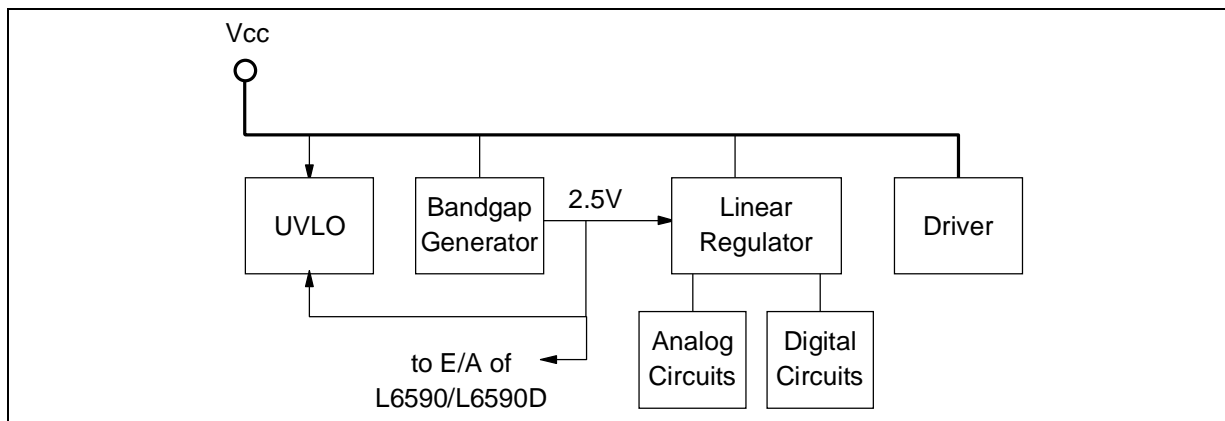 Vcc
UVLO
Bandgap
Generator
2.5V
Linear
Regulator
Driver
Analog
Circuits
Digital
Circuits
to E/A of
L6590/L6590D